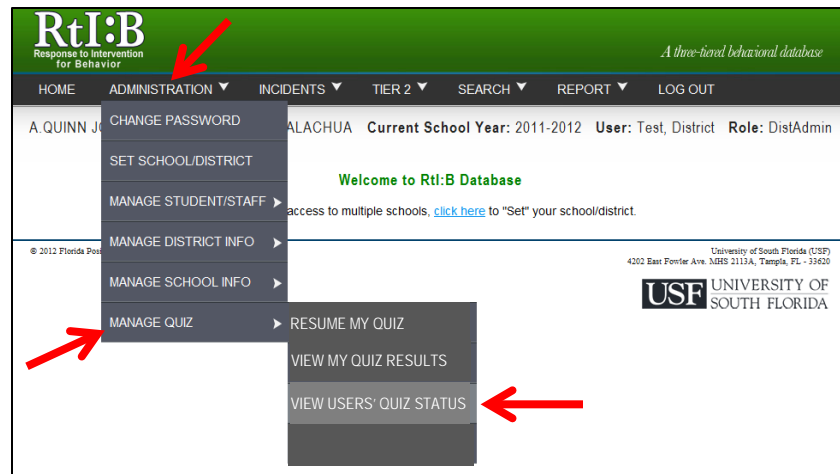 RtI:B
Response to Intervention
for Behavior
A three-tiered behavioral database
HOME ADMINISTRATION INCIDENTS TIER 2 SEARCH REPORT LOG OUT
A.QUINN JO ALACHUA Current School Year: 2011-2012 User: Test, District Role: DistAdmin
CHANGE PASSWORD
SET SCHOOL/DISTRICT
Welcome to RtI:B Database
MANAGE STUDENT/STAFF
access to multiple schools, click here to "Set" your school/district.
MANAGE DISTRICT INFO
© 2012 Florida Posi
University of South Florida (USF)
4202 East Fowler Ave. MHS 2113A, Tampla, FL - 33620
MANAGE SCHOOL INFO
USF UNIVERSITY OF
SOUTH FLORIDA
MANAGE QUIZ
RESUME MY QUIZ
VIEW MY QUIZ RESULTS
VIEW USERS' QUIZ STATUS